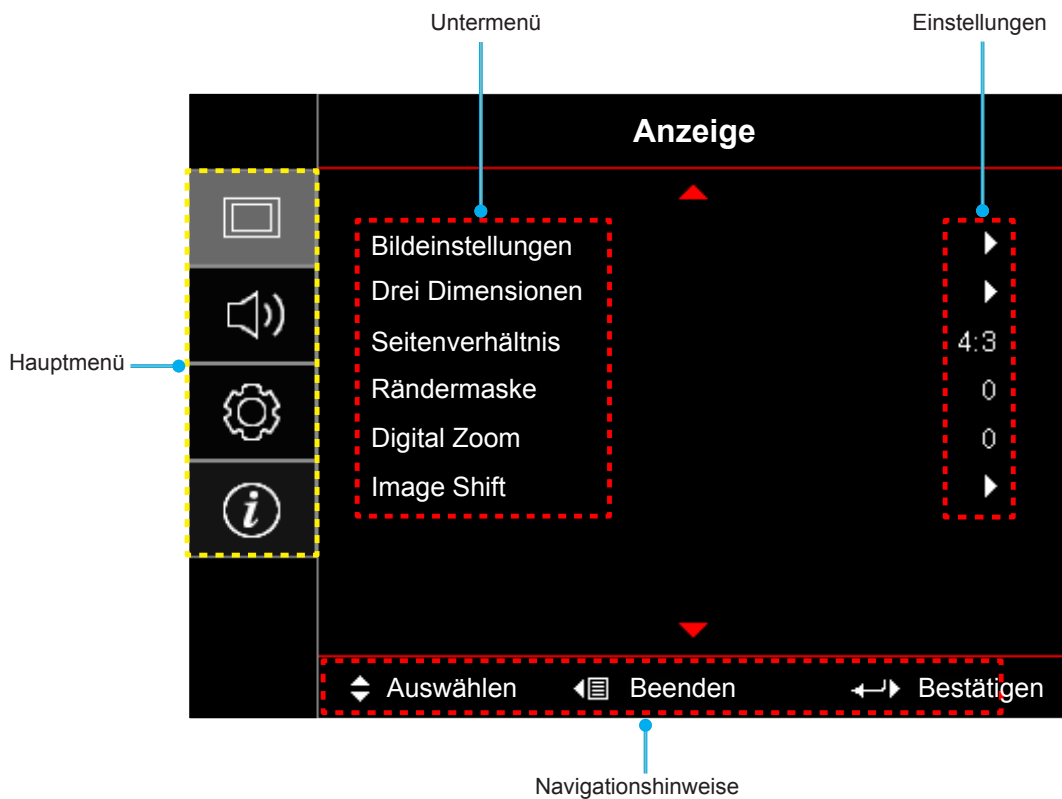 Untermenü Einstellungen
Anzeige
Bildeinstellungen
Drei Dimensionen
Seitenverhältnis 4:3
Hauptmenü
Rändermaske 0
Digital Zoom 0
Image Shift
Auswählen Beenden Bestätigen
Navigationshinweise